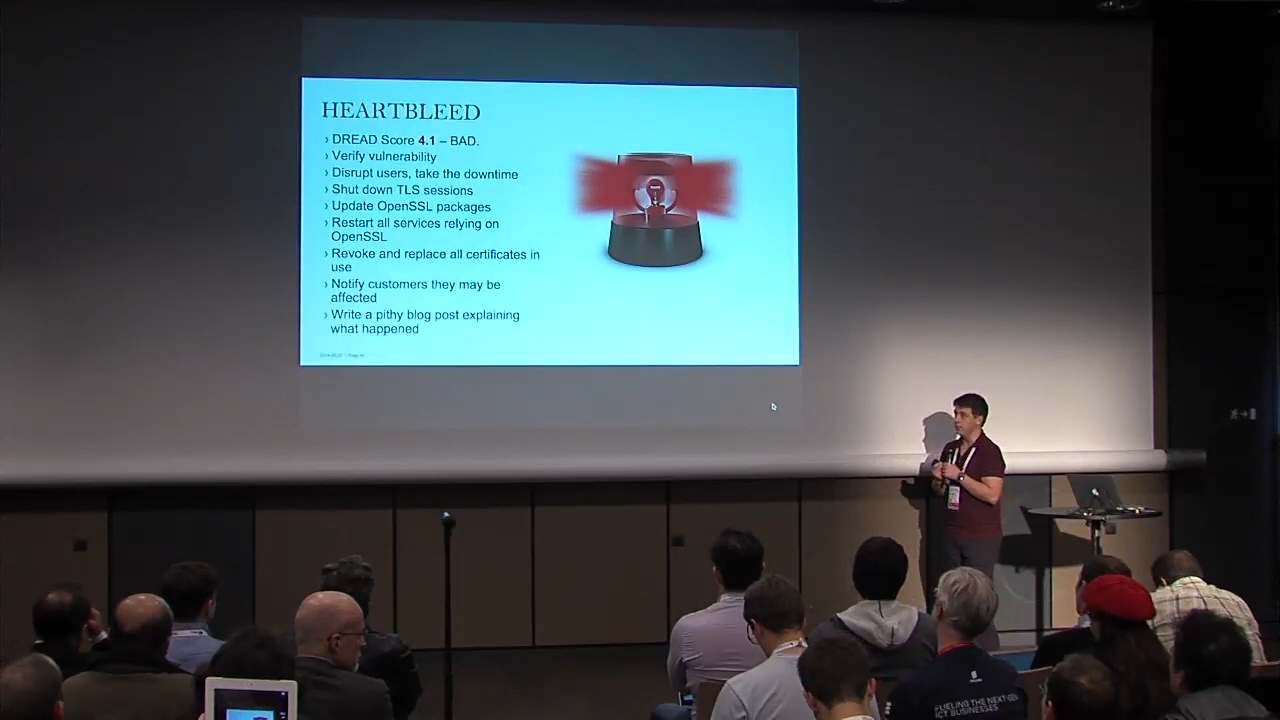 HEARTBLEED
› DREAD Score 4.1 – BAD.
› Verify vulnerability
› Disrupt users, take the downtime
› Shut down TLS sessions
› Update OpenSSL packages
› Restart all services relying on
OpenSSL
› Revoke and replace all certificates in
use
› Notify customers they may be
affected
› Write a pithy blog post explaining
what happened
FUELING THE NEXT-GEN
ICT BUSINESSES